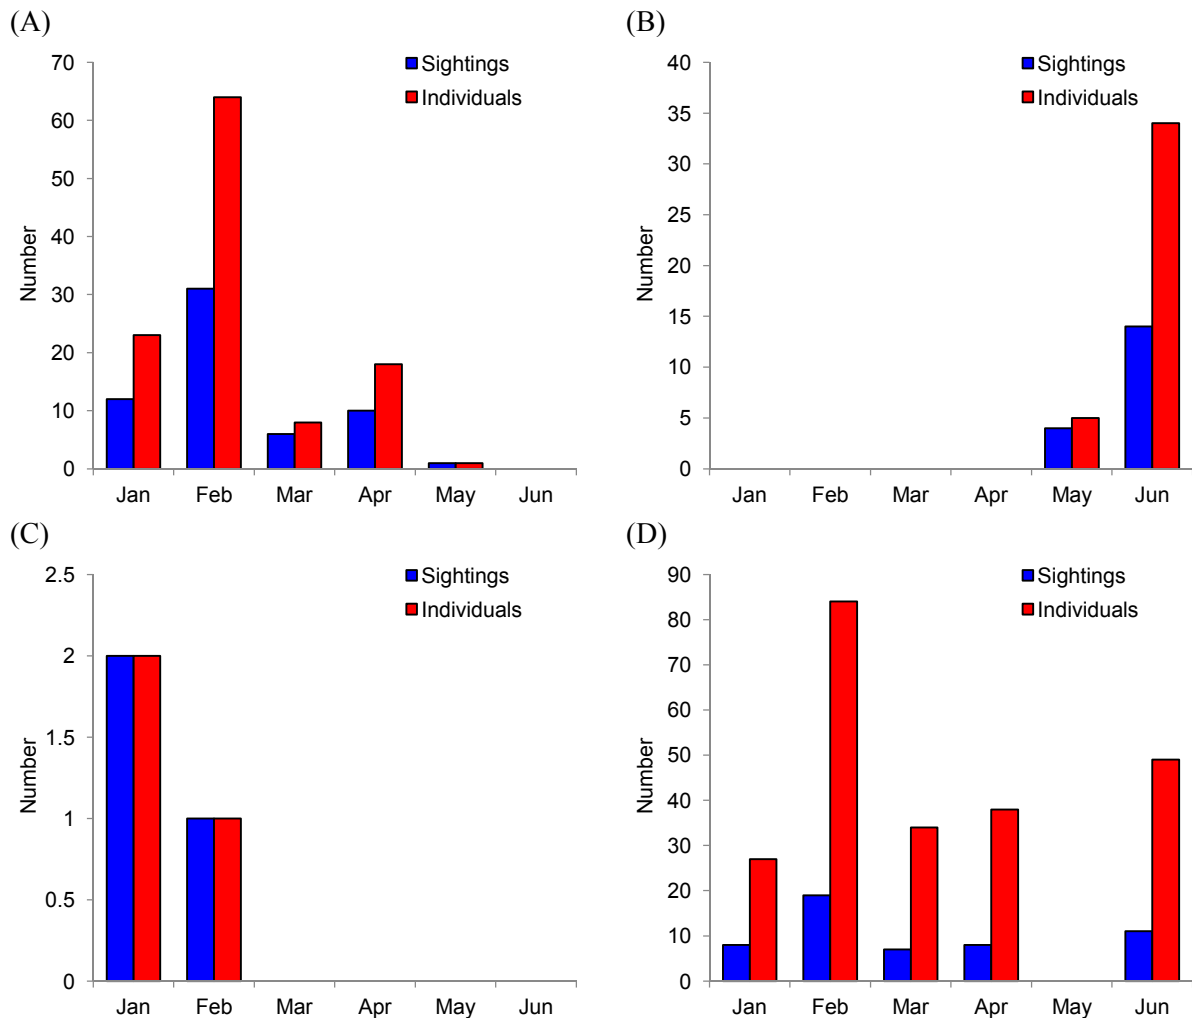 (A)
Sightings
Individuals
70
60
50
40
30
20
10
0
Number
Jan Feb Mar Apr May Jun
(B)
Sightings
Individuals
40
35
30
25
20
15
10
5
0
Number
Jan Feb Mar Apr May Jun
(C)
Sightings
Individuals
2.5
2
1.5
1
0.5
0
Number
Jan Feb Mar Apr May Jun
(D)
Sightings
Individuals
90
80
70
60
50
40
30
20
10
0
Number
Jan Feb Mar Apr May Jun